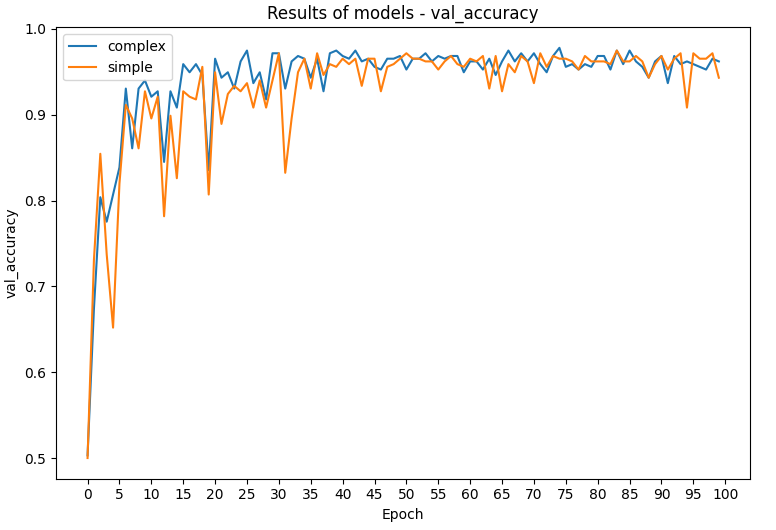 Results of models - val_accuracy
complex
simple
1.0
0.9
0.8
0.7
0.6
0.5
val_accuracy
0 5 10 15 20 25 30 35 40 45 50 55 60 65 70 75 80 85 90 95 100
Epoch